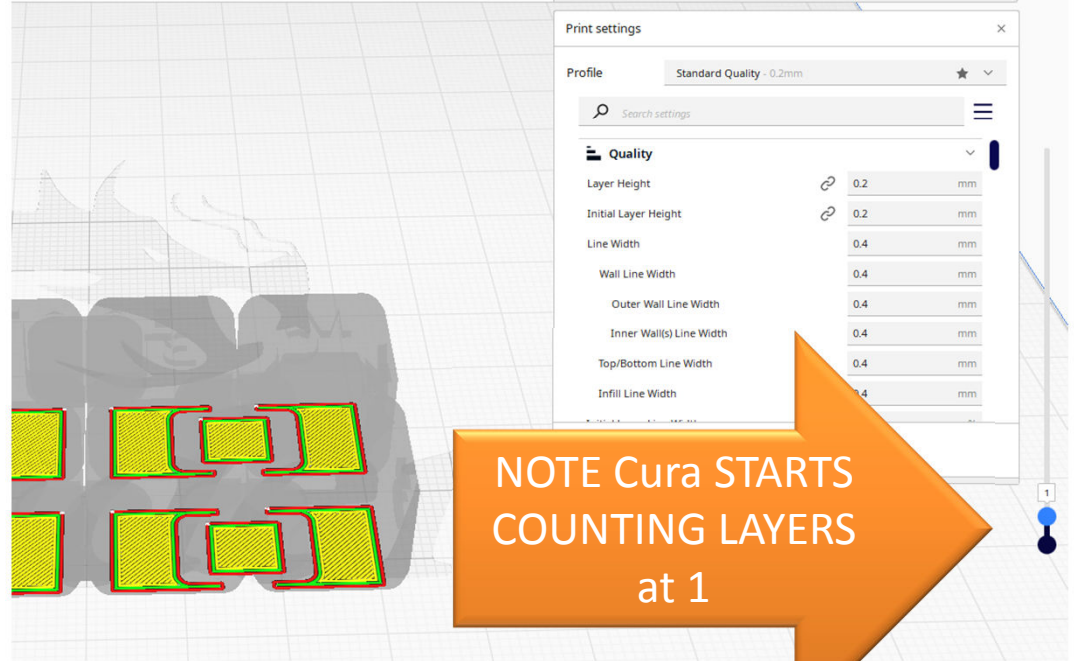 Print settings
Profile Standard Quality - 0.2mm
Search settings
Quality
Layer Height 0.2 mm
Initial Layer Height 0.2 mm
Line Width 0.4 mm
Wall Line Width 0.4 mm
Outer Wall Line Width 0.4 mm
Inner Wall(s) Line Width 0.4 mm
Top/Bottom Line Width 0.4 mm
Infill Line Width 0.4 mm
NOTE Cura STARTS
COUNTING LAYERS
at 1
1